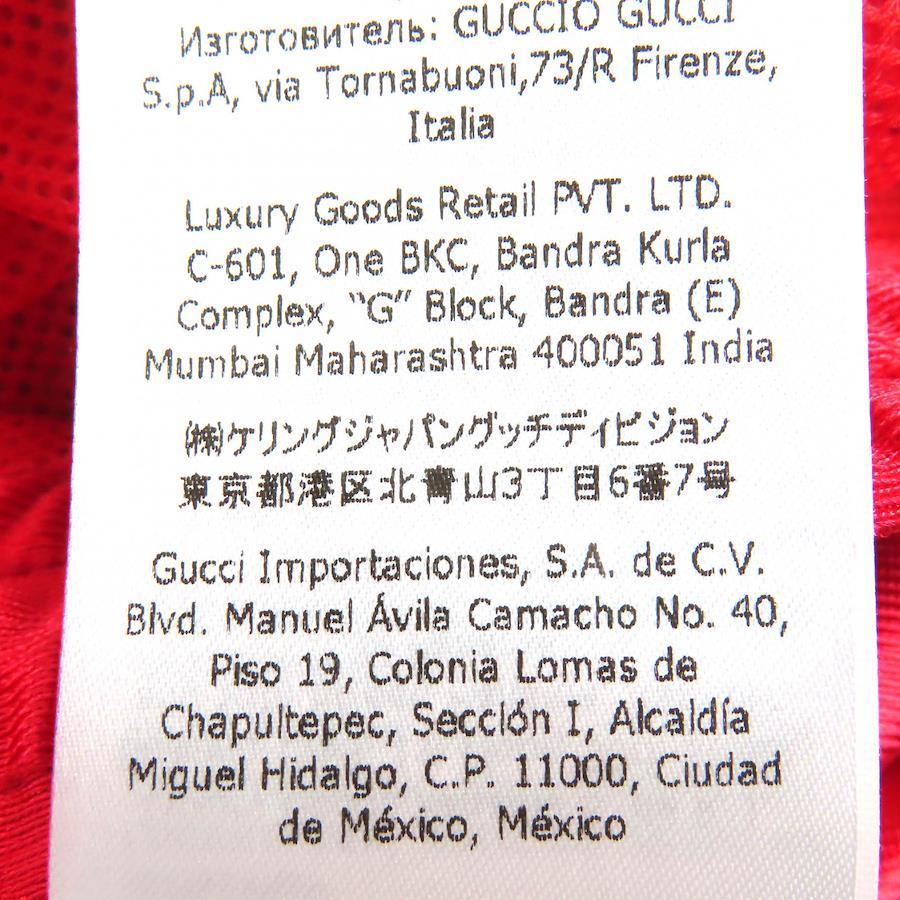 Изготовитель: GUCCIO GUCCI
S.p.A, via Tornabuoni,73/R Firenze,
Italia
Luxury Goods Retail PVT. LTD.
C-601, One BKC, Bandra Kurla
Complex, “G” Block, Bandra (E)
Mumbai Maharashtra 400051 India
㈱ケリングジャパングッチディビジョン
東京都港区北青山3丁目6番7号
Gucci Importaciones, S.A. de C.V.
Blvd. Manuel Ávila Camacho No. 40,
Piso 19, Colonia Lomas de
Chapultepec, Sección I, Alcaldía
Miguel Hidalgo, C.P. 11000, Ciudad
de México, México